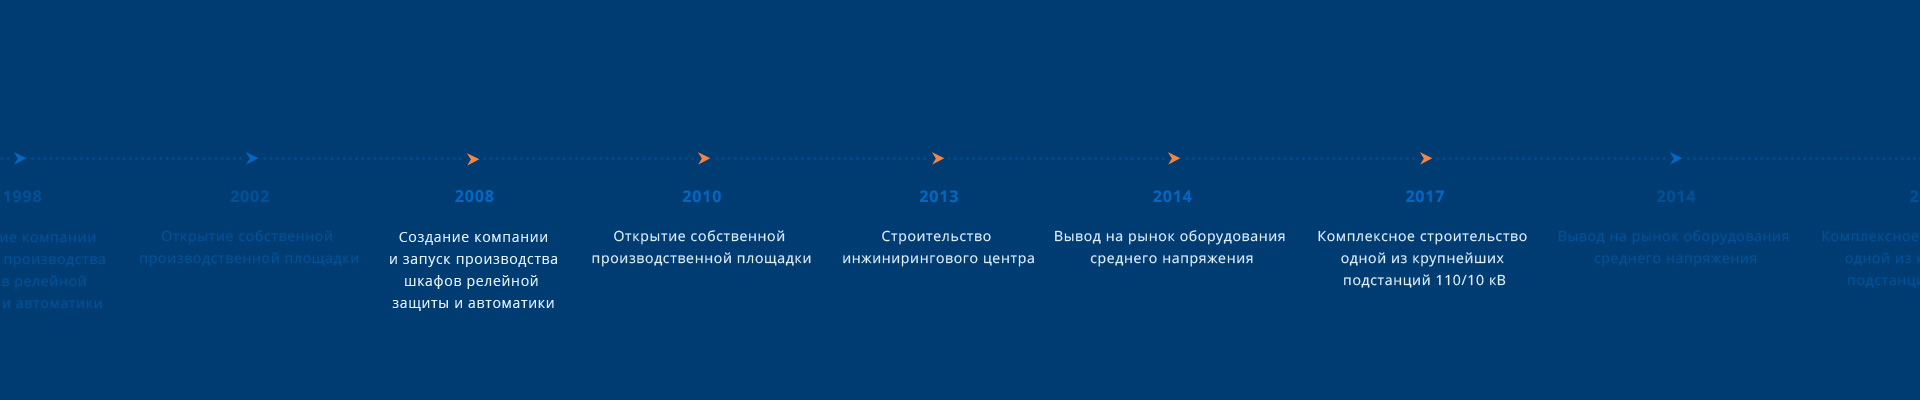 1998
ие компании
производства
в релейной
и автоматики
2002
Открытие собственной
производственной площадки
2008
Создание компании
и запуск производства
шкафов релейной
защиты и автоматики
2010
Открытие собственной
производственной площадки
2013
Строительство
инжинирингового центра
2014
Вывод на рынок оборудования
среднего напряжения
2017
Комплексное строительство
одной из крупнейших
подстанций 110/10 кВ
2014
Вывод на рынок оборудования
среднего напряжения
2
Комплексное
одной из к
подстанц